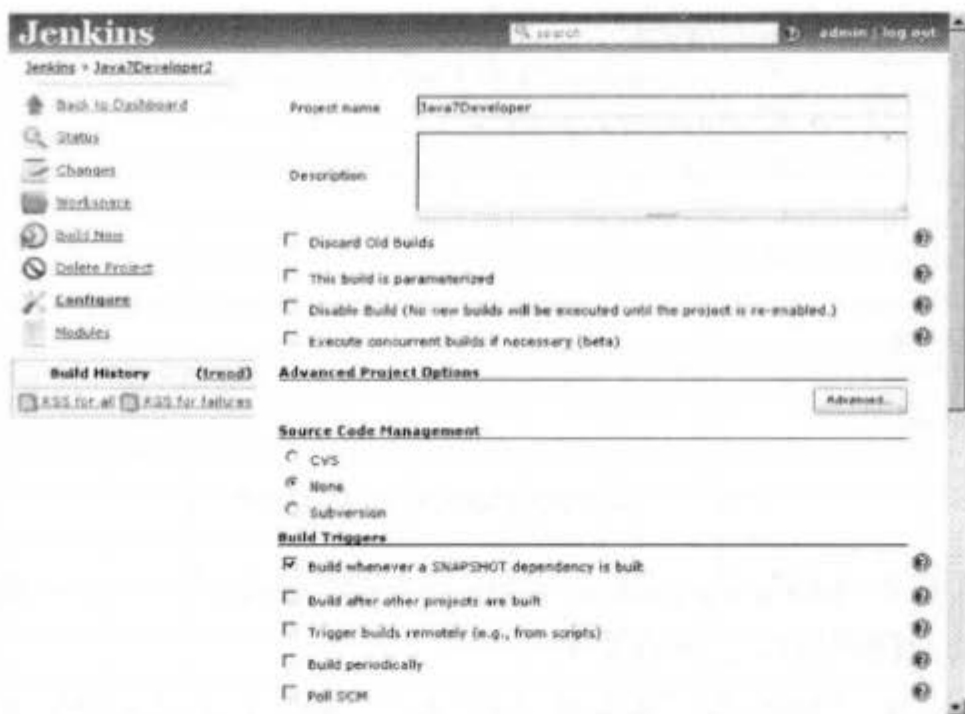 Jenkins
search
admin | log out
Jenkins » Java7Developer2
Back to Dashboard
Status
Changes
Workspace
Build Now
Delete Project
Configure
Modules
Build History (trend)
RSS for all RSS for failures
Project name Java7Developer
Description
Discard Old Builds
This build is parameterized
Disable Build (No new builds will be executed until the project is re-enabled.)
Execute concurrent builds if necessary (beta)
Advanced Project Options
Advanced...
Source Code Management
CVS
None
Subversion
Build Triggers
Build whenever a SNAPSHOT dependency is built
Build after other projects are built
Trigger builds remotely (e.g., from scripts)
Build periodically
Poll SCM